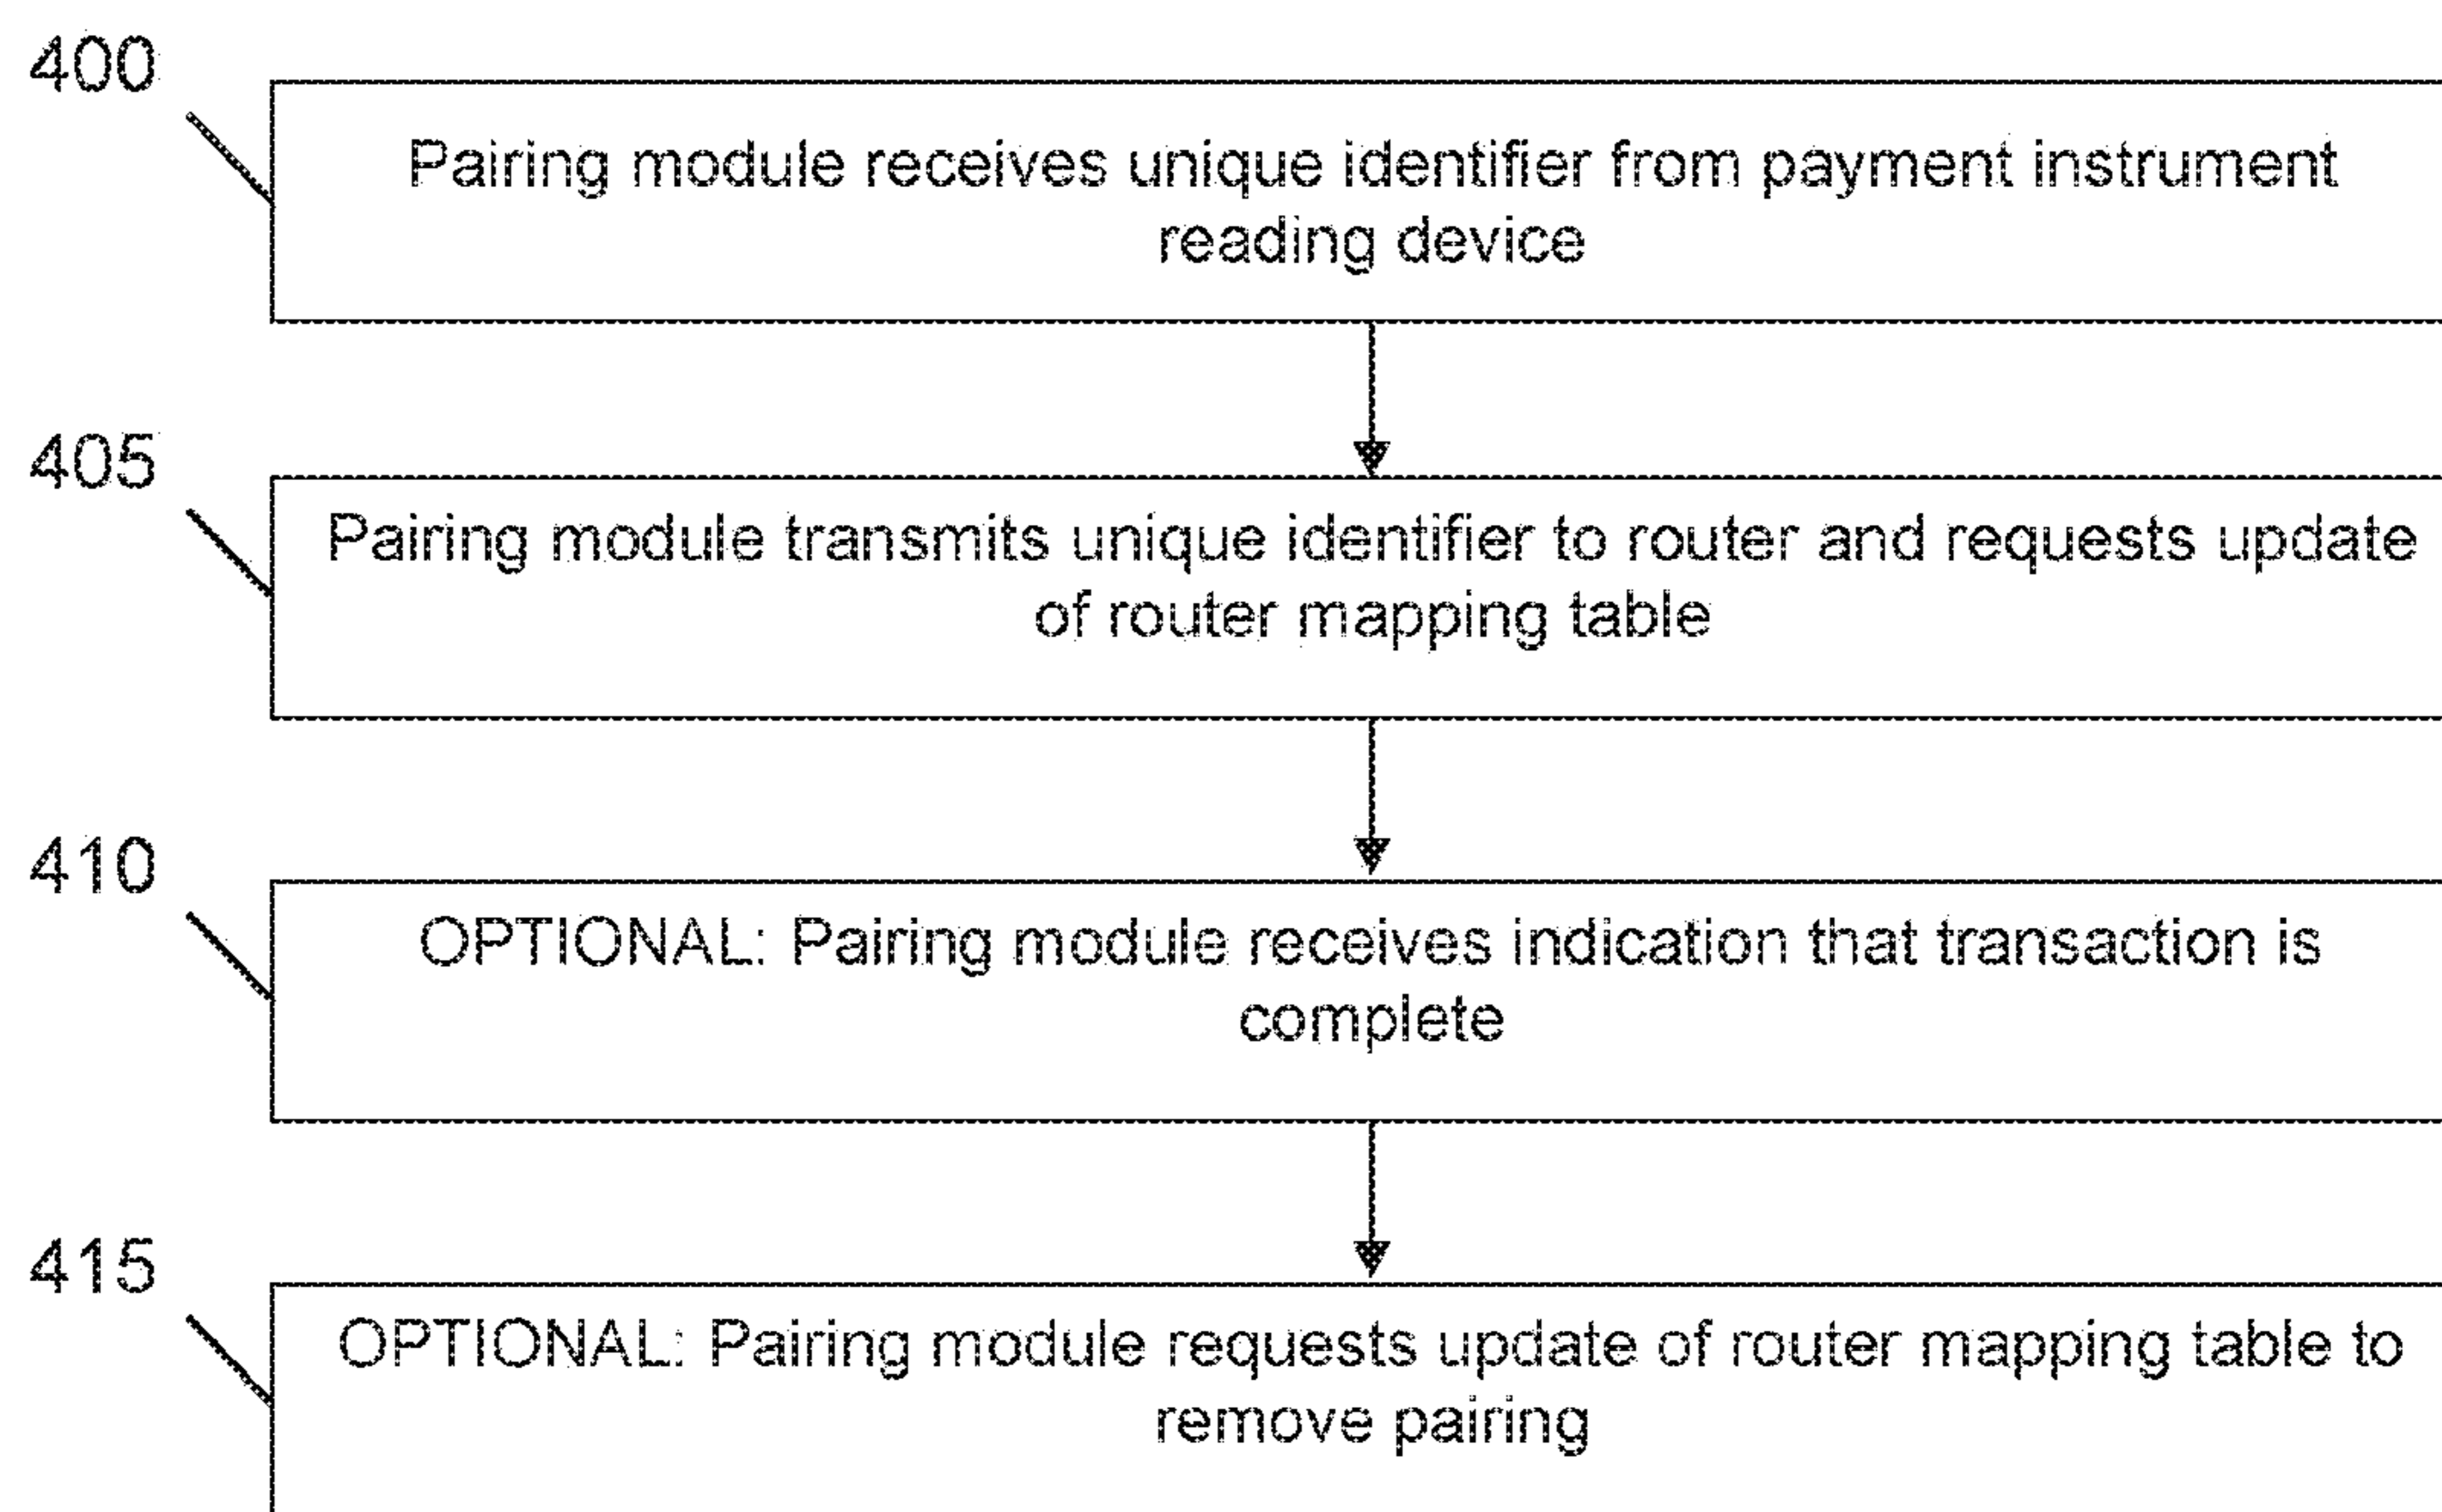 400
Pairing module receives unique identifier from payment instrument
reading device
405
Pairing module transmits unique identifier to router and requests update
of router mapping table
410
OPTIONAL: Pairing module receives indication that transaction is
complete
415
OPTIONAL: Pairing module requests update of router mapping table to
remove pairing